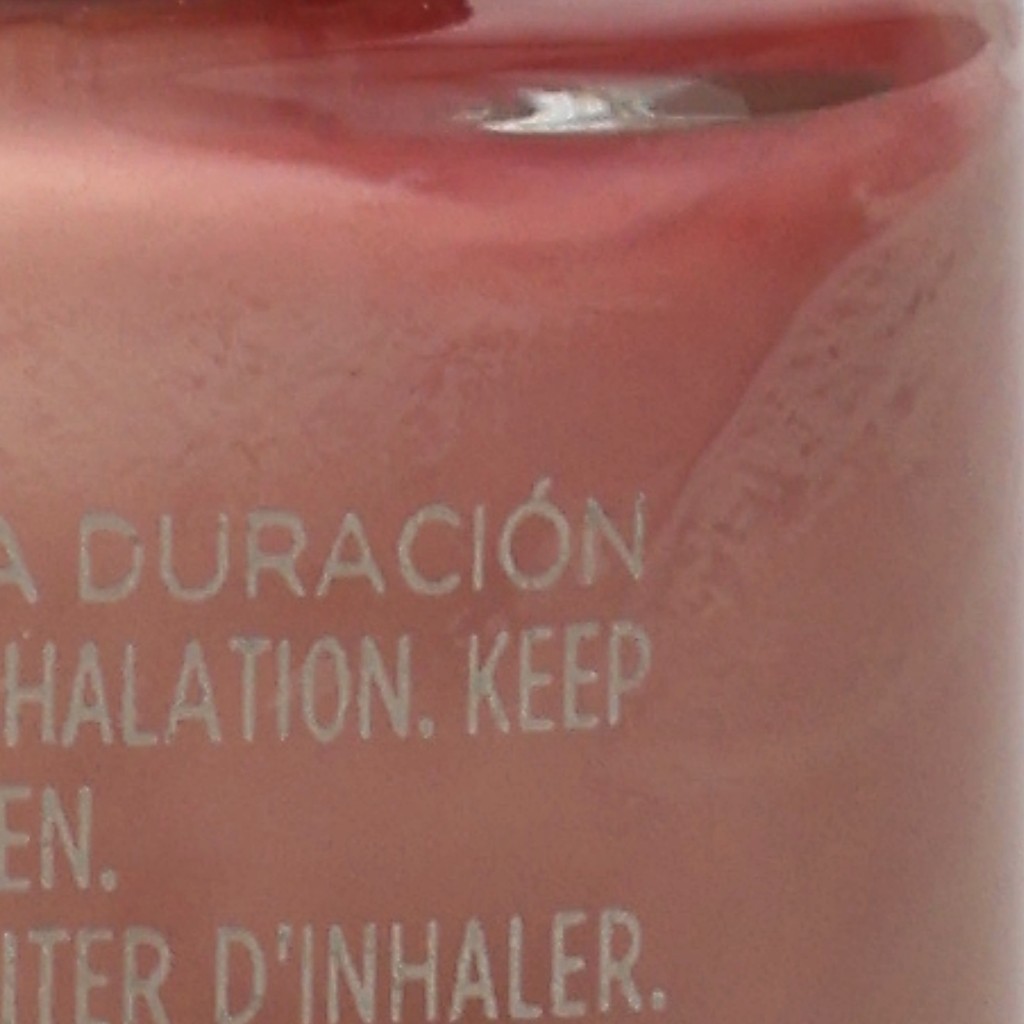 A DURACIÓN
HALATION. KEEP
EN.
ITER D'INHALER.